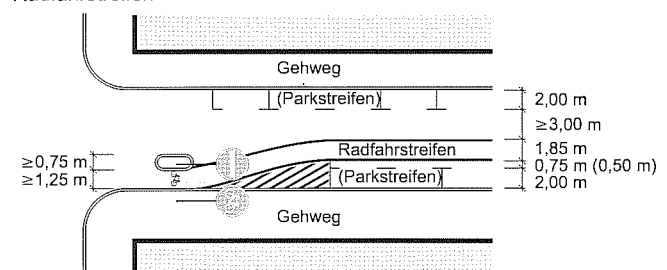 Gehweg
(Parkstreifen)
2,00 m
≥3,00 m
Radfahrstreifen
1,85 m
≥0,75 m
0,75 m (0,50 m)
≥1,25 m
(Parkstreifen)
2,00 m
Gehweg